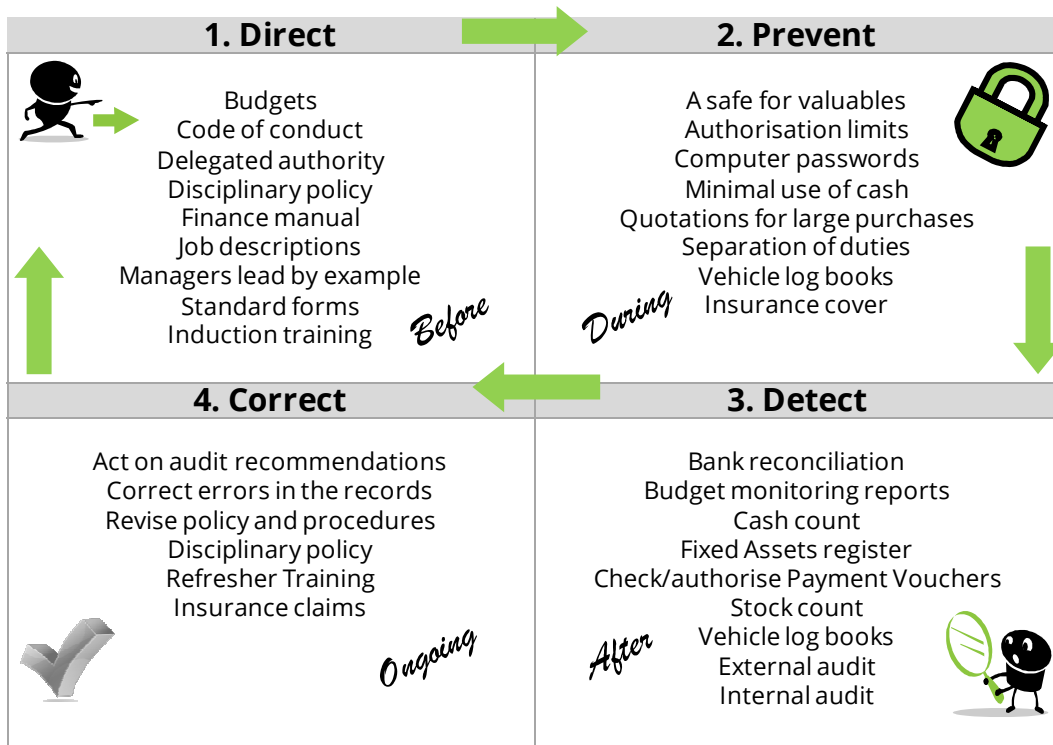 1. Direct
Budgets
Code of conduct
Delegated authority
Disciplinary policy
Finance manual
Job descriptions
Managers lead by example
Standard forms
Induction training
Before
2. Prevent
A safe for valuables
Authorisation limits
Computer passwords
Minimal use of cash
Quotations for large purchases
Separation of duties
Vehicle log books
Insurance cover
During
4. Correct
Act on audit recommendations
Correct errors in the records
Revise policy and procedures
Disciplinary policy
Refresher Training
Insurance claims
Ongoing
3. Detect
Bank reconciliation
Budget monitoring reports
Cash count
Fixed Assets register
Check/authorise Payment Vouchers
Stock count
Vehicle log books
External audit
Internal audit
After